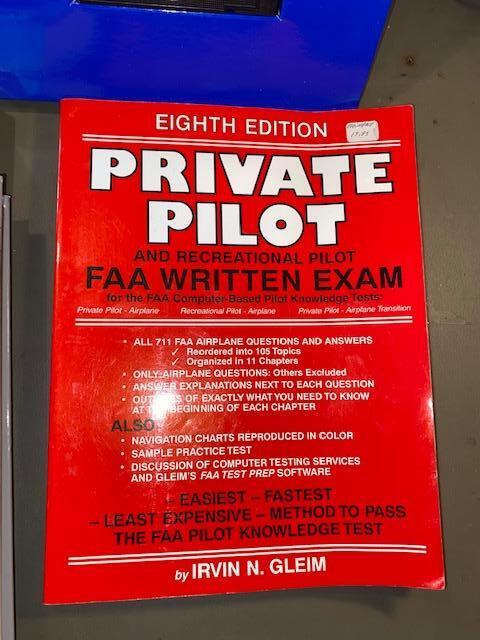 EIGHTH EDITION
PRIVATE
PILOT
AND RECREATIONAL PILOT
FAA WRITTEN EXAM
for the FAA Computer-Based Pilot Knowledge Tests:
Private Pilot - Airplane Recreational Pilot - Airplane Private Pilot - Airplane Transition
• ALL 711 FAA AIRPLANE QUESTIONS AND ANSWERS
✓ Reordered into 105 Topics
✓ Organized in 11 Chapters
• ONLY AIRPLANE QUESTIONS: Others Excluded
• ANSWER EXPLANATIONS NEXT TO EACH QUESTION
• OF EXACTLY WHAT YOU NEED TO KNOW
AT BEGINNING OF EACH CHAPTER
ALSO
• NAVIGATION CHARTS REPRODUCED IN COLOR
• SAMPLE PRACTICE TEST
• DISCUSSION OF COMPUTER TESTING SERVICES
AND GLEIM'S FAA TEST PREP SOFTWARE
– EASIEST – FASTEST
– LEAST EXPENSIVE – METHOD TO PASS
THE FAA PILOT KNOWLEDGE TEST
by IRVIN N. GLEIM